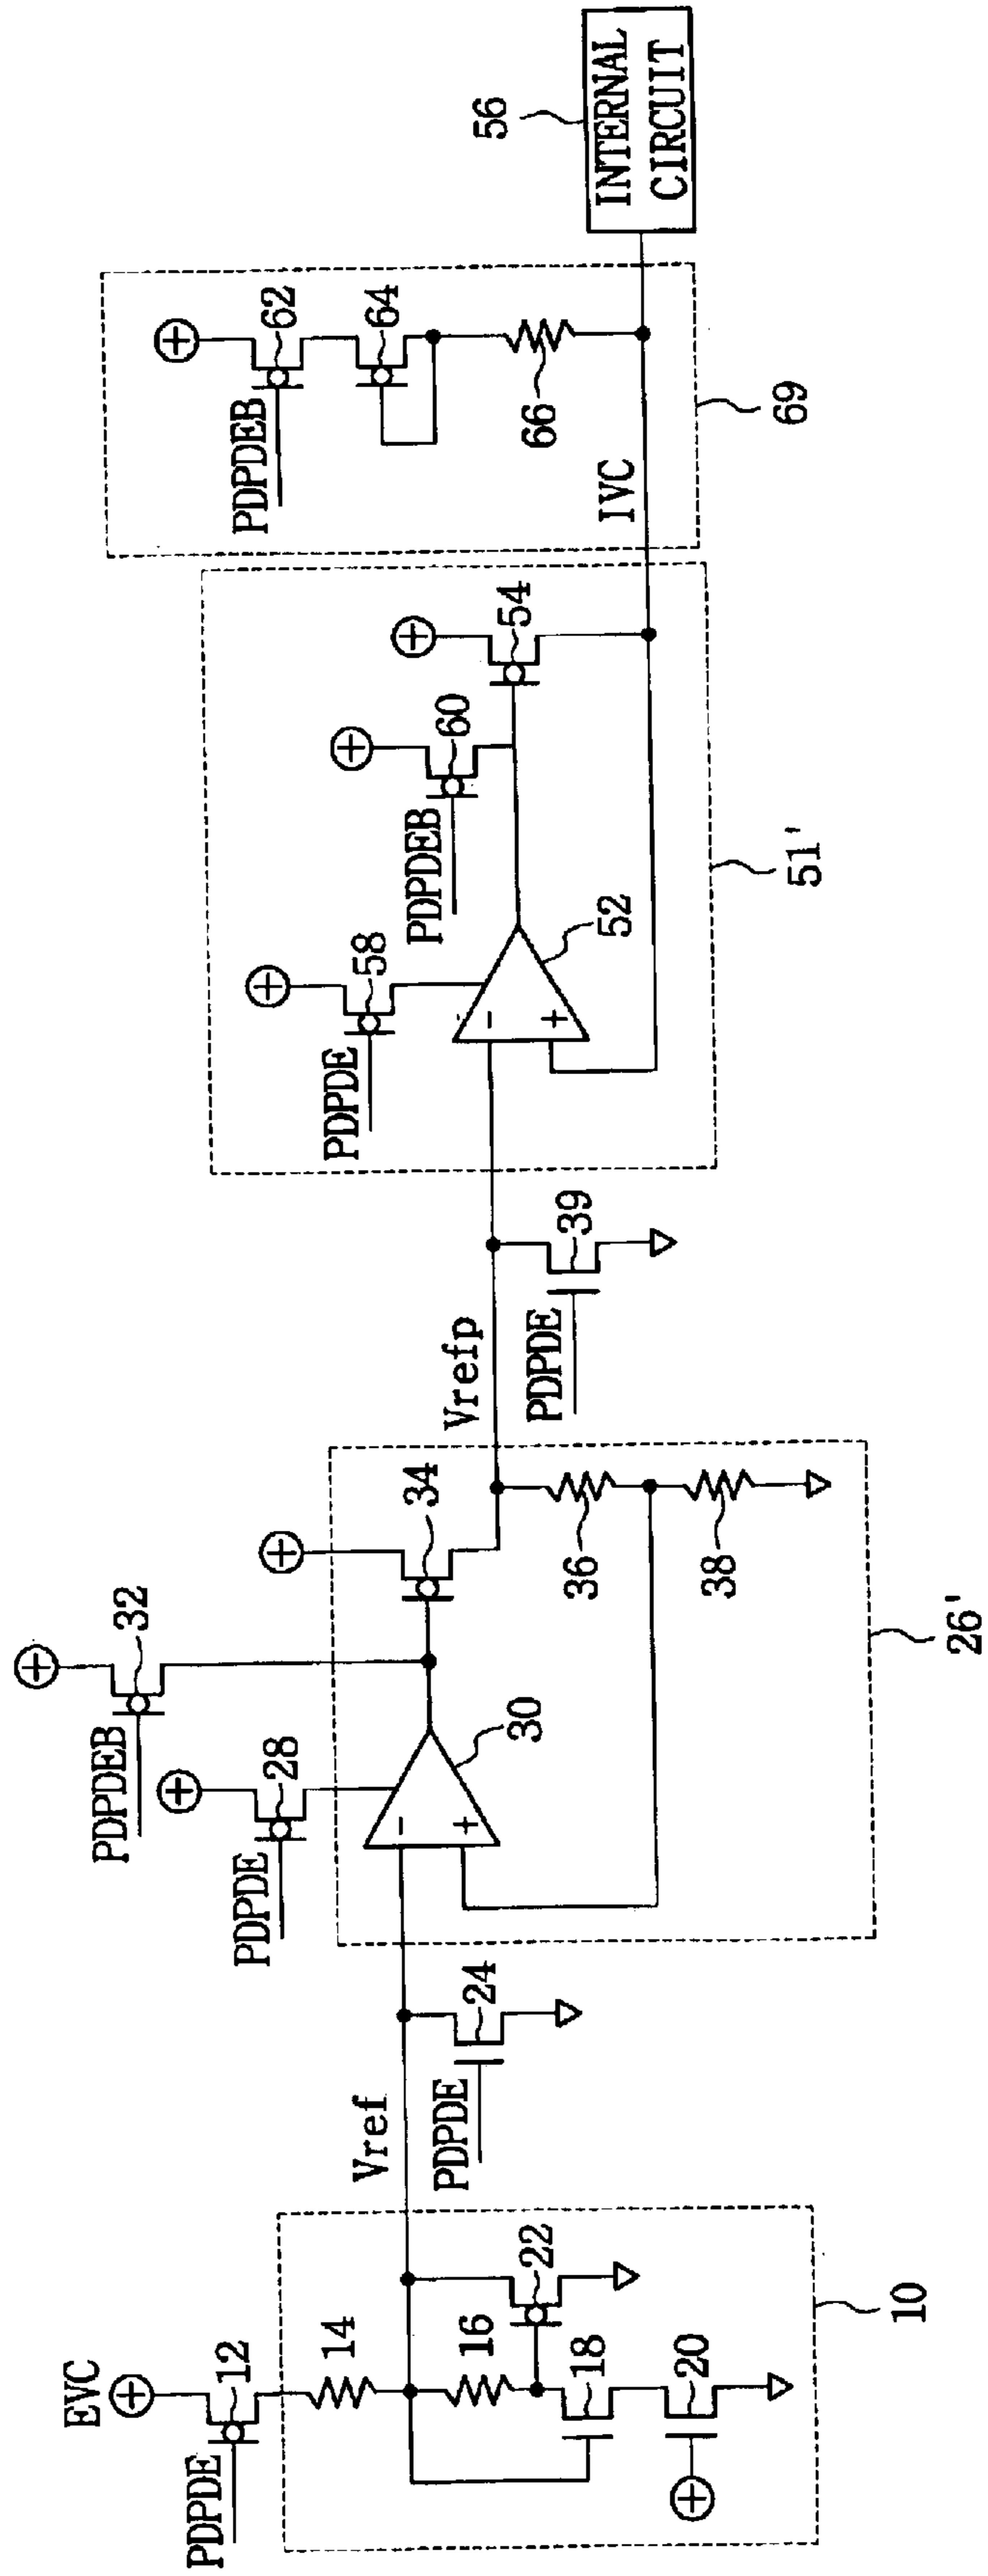 EVC
PDPDE
12
14
16
18
20
22
10
Vref
PDPDE
24
PDPDEB
32
PDPDE
28
-
+
30
34
36
38
26'
Vrefp
PDPDE
39
PDPDE
58
-
+
52
PDPDEB
60
54
51'
PDPDEB
62
64
66
IVC
69
56
INTERNAL
CIRCUIT